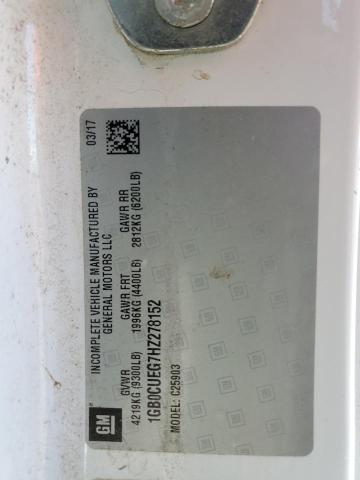 GM
INCOMPLETE VEHICLE MANUFACTURED BY
GENERAL MOTORS LLC
03/17
GVWR GAWR FRT GAWR RR
4219KG (9300LB) 1996KG (4400LB) 2812KG (6200LB)
1GB0CUEG7HZ278152
MODEL: C25903